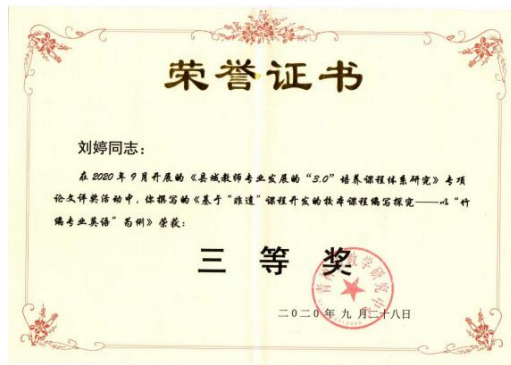 荣誉证书
刘婷同志：
在2020年9月开展的《县域教师专业发展的“3.0”培养课程体系研究》专项
论文评奖活动中，你撰写的《基于“非遗”课程开发的校本课程编写探究——以“竹
编专业英语”为例》荣获：
三等奖
二〇二〇年九月二十八日